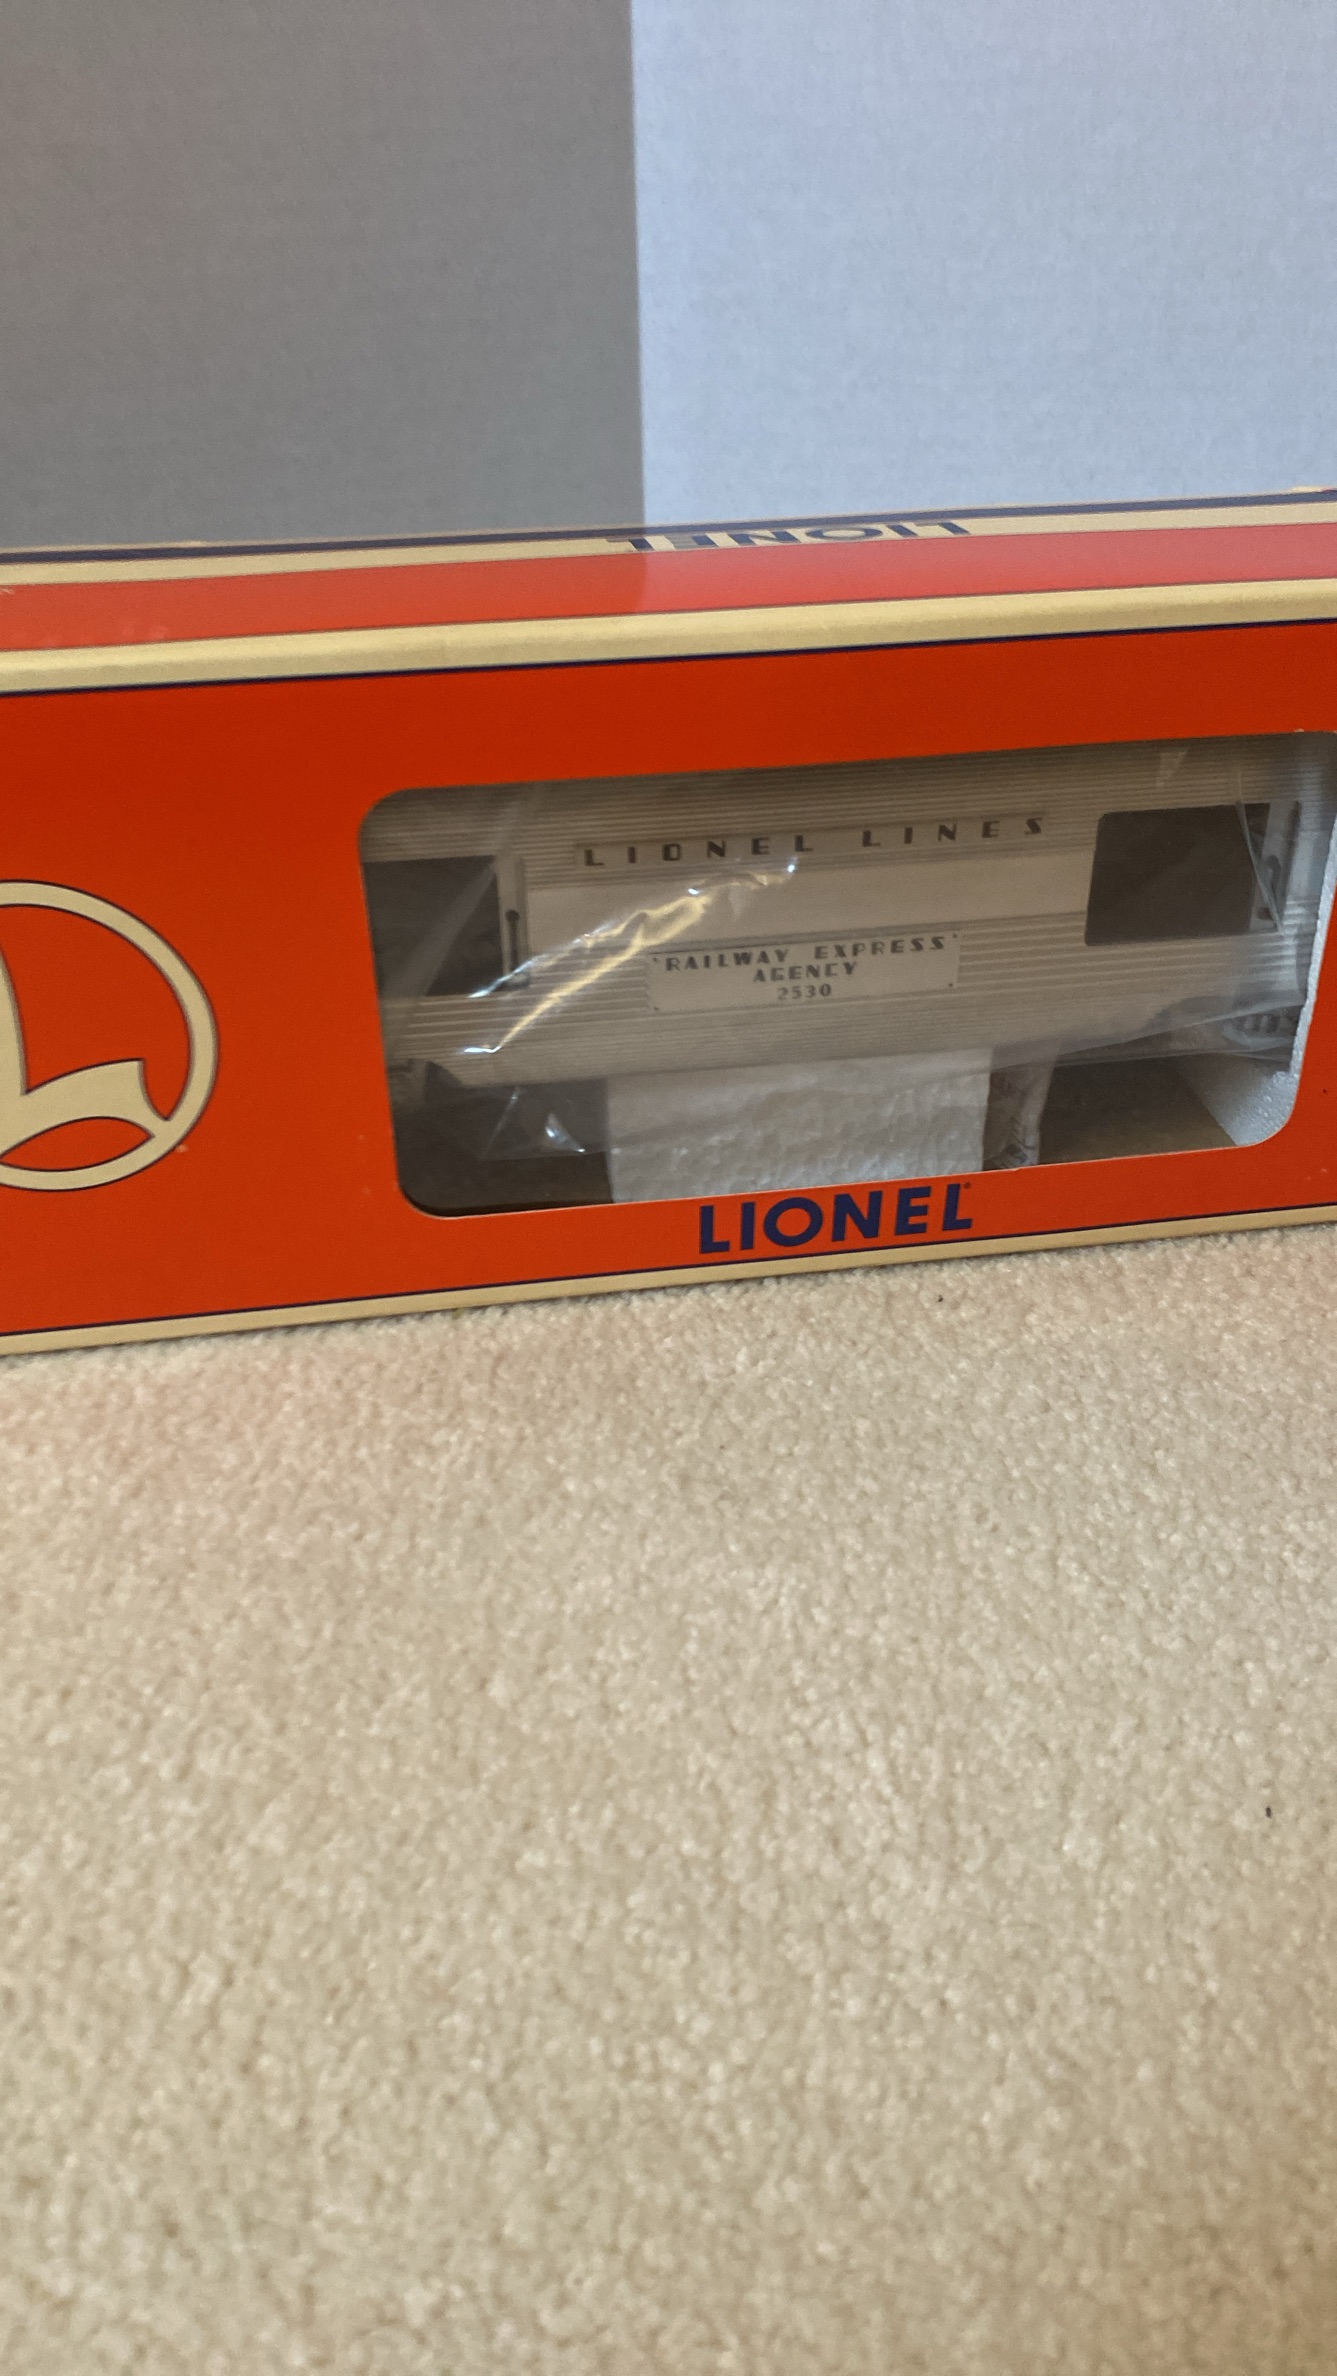 LIONEL
LIONEL LINES
RAILWAY EXPRESS
AGENCY
2530
LIONEL